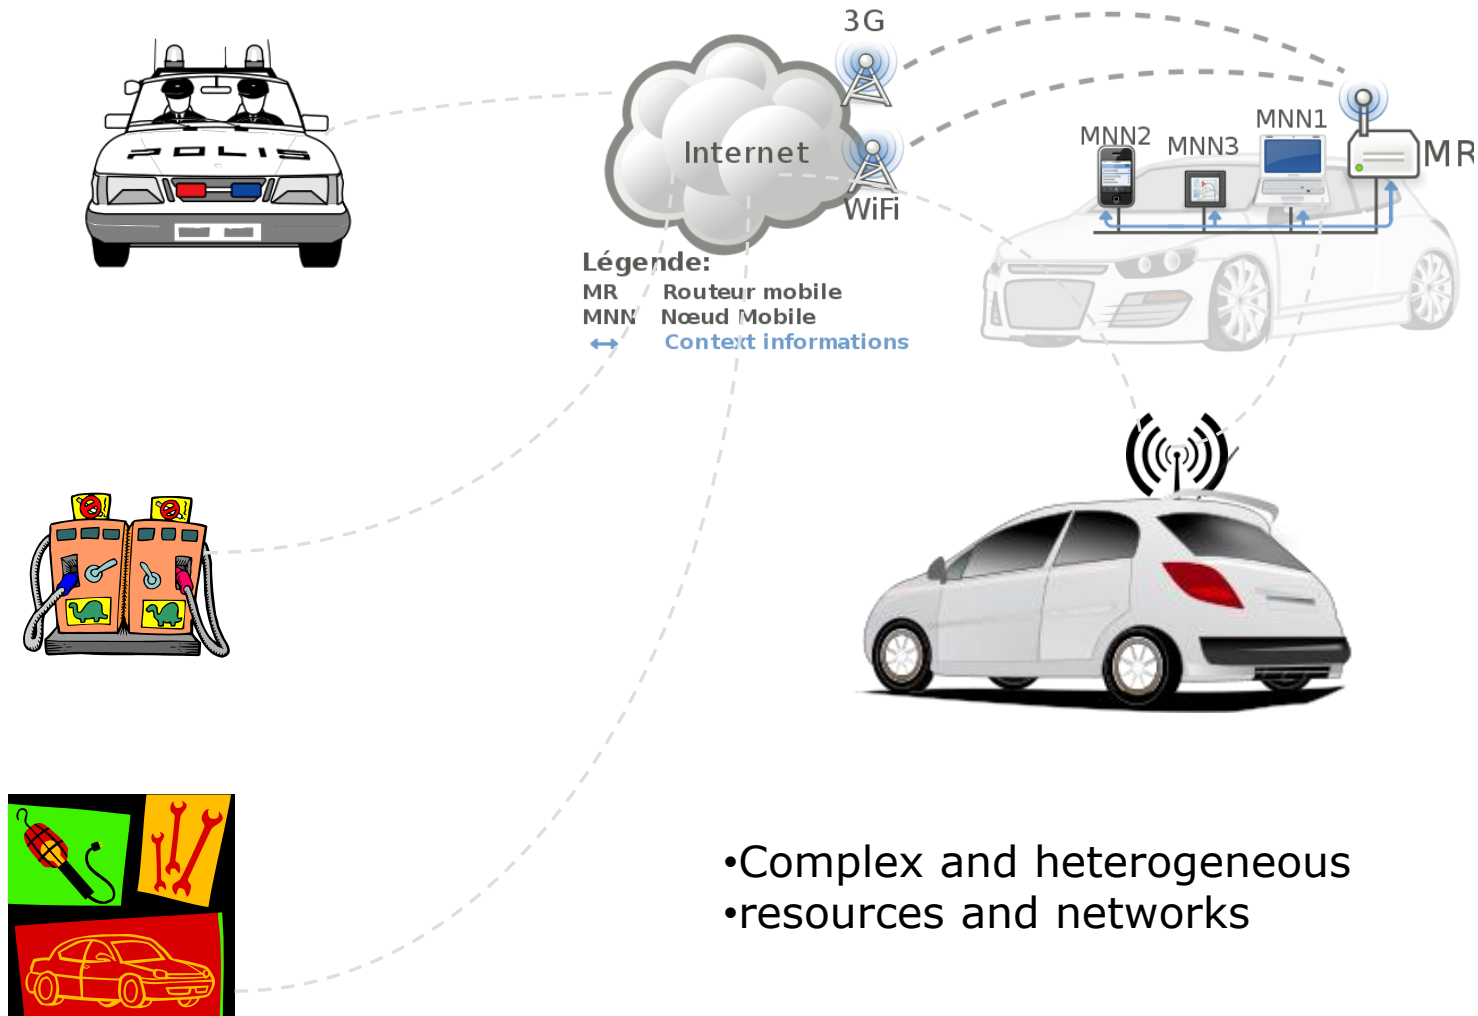 3G
Internet
WiFi
MNN2
MNN3
MNN1
MR
POLIS
Légende:
MR Routeur mobile
MNN Nœud Mobile
Context informations
•Complex and heterogeneous
•resources and networks